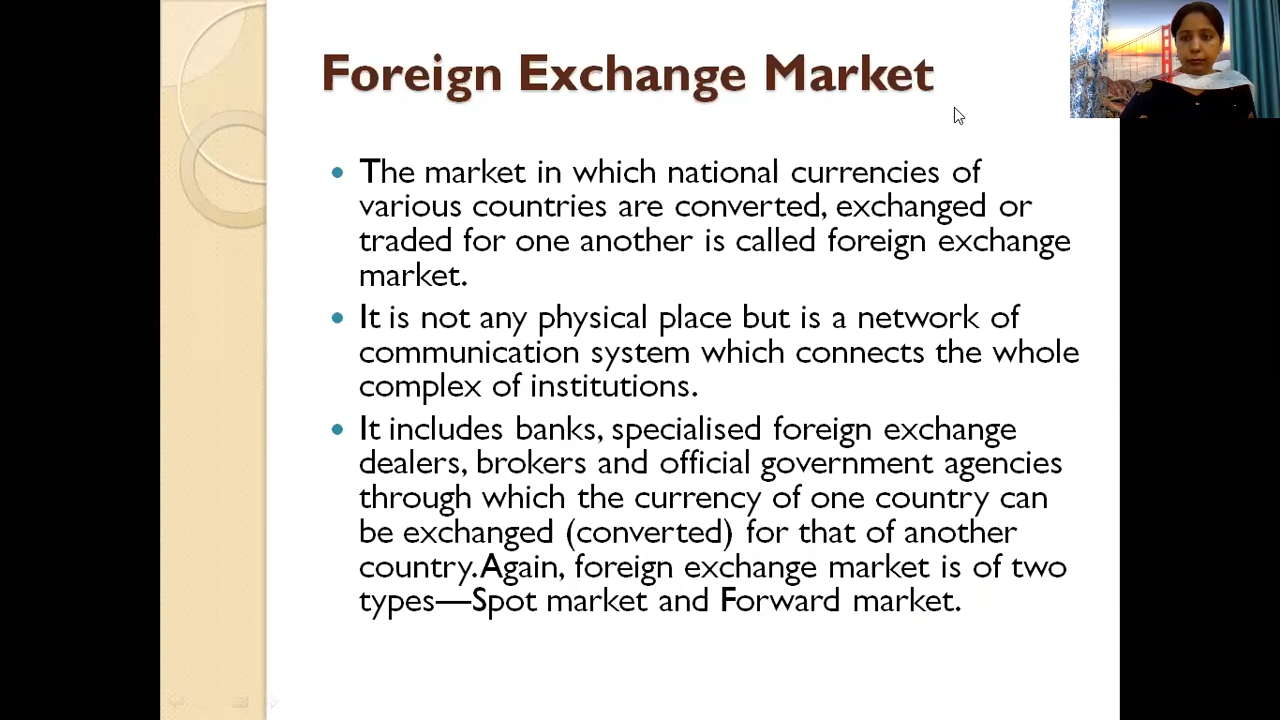 Foreign Exchange Market
• The market in which national currencies of
various countries are converted, exchanged or
traded for one another is called foreign exchange
market.
• It is not any physical place but is a network of
communication system which connects the whole
complex of institutions.
• It includes banks, specialised foreign exchange
dealers, brokers and official government agencies
through which the currency of one country can
be exchanged (converted) for that of another
country. Again, foreign exchange market is of two
types—Spot market and Forward market.